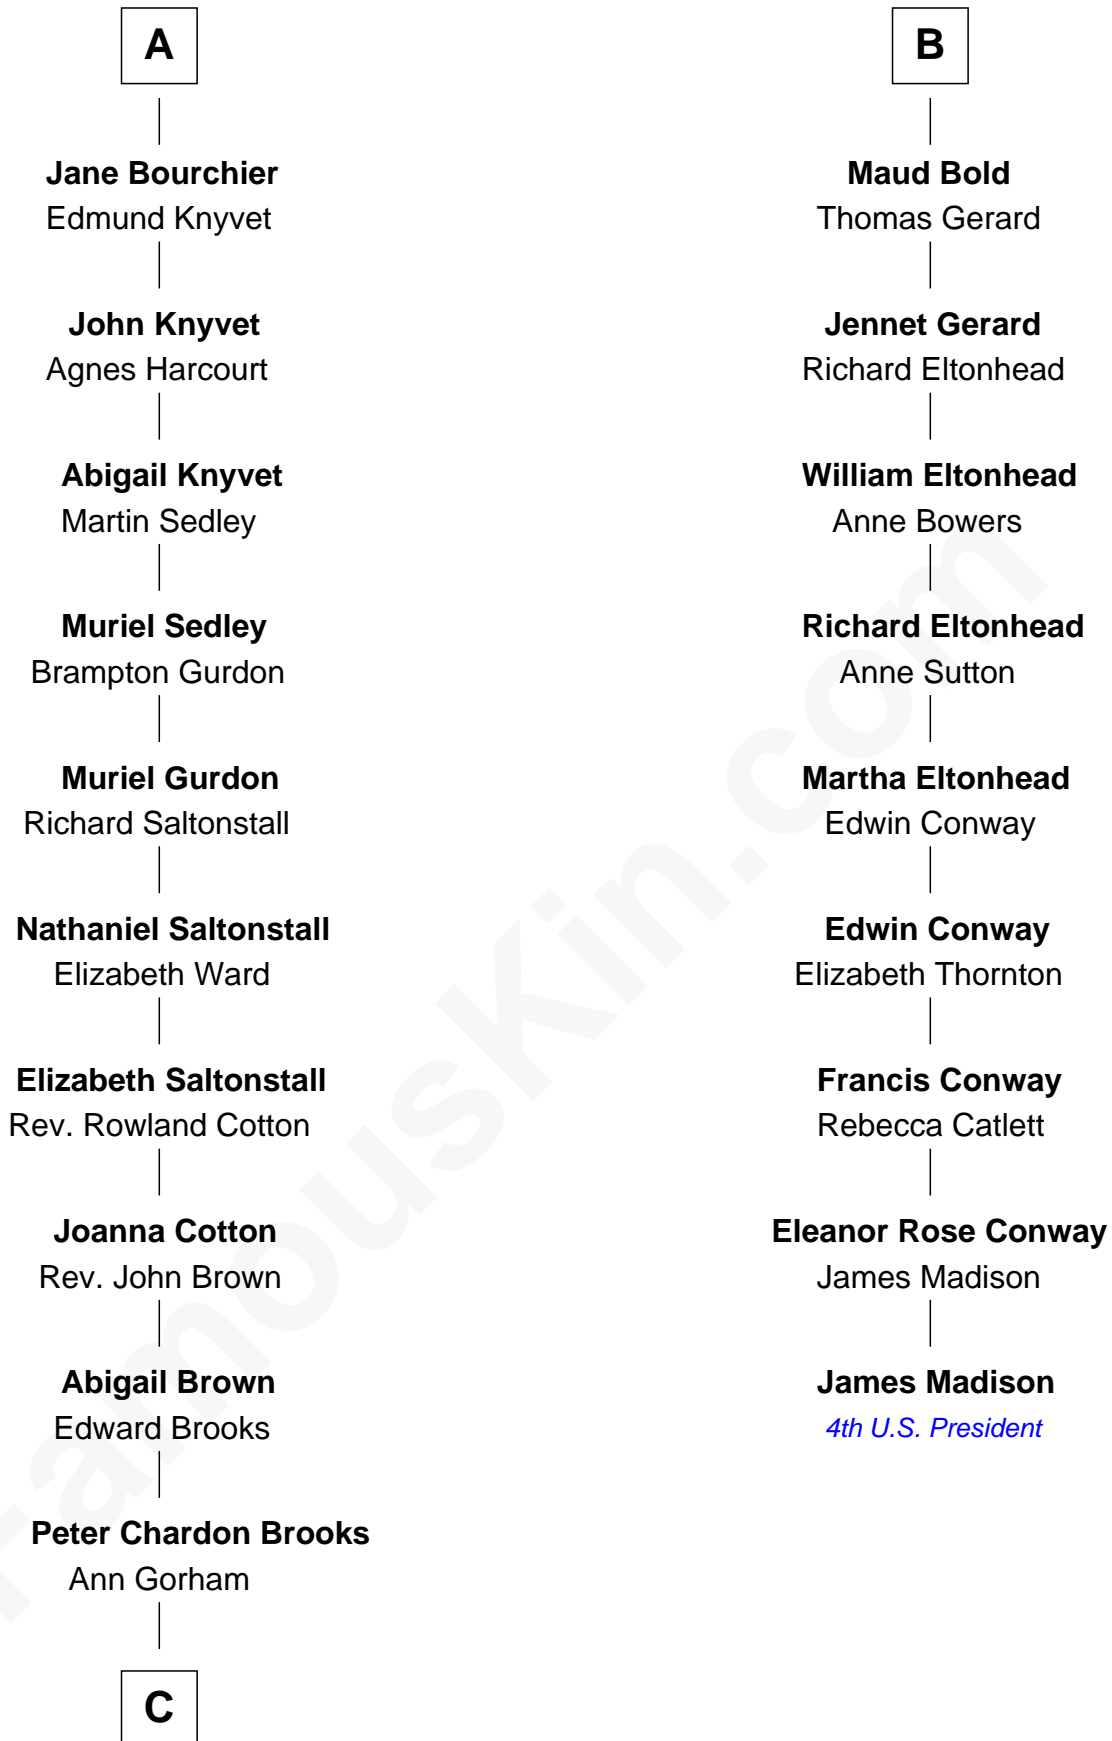 A
Jane Bourchier
Edmund Knyvet
John Knyvet
Agnes Harcourt
Abigail Knyvet
Martin Sedley
Muriel Sedley
Brampton Gurdon
Muriel Gurdon
Richard Saltonstall
Nathaniel Saltonstall
Elizabeth Ward
Elizabeth Saltonstall
Rev. Rowland Cotton
Joanna Cotton
Rev. John Brown
Abigail Brown
Edward Brooks
Peter Chardon Brooks
Ann Gorham
C
B
Maud Bold
Thomas Gerard
Jennet Gerard
Richard Eltonhead
William Eltonhead
Anne Bowers
Richard Eltonhead
Anne Sutton
Martha Eltonhead
Edwin Conway
Edwin Conway
Elizabeth Thornton
Francis Conway
Rebecca Catlett
Eleanor Rose Conway
James Madison
James Madison
4th U.S. President
FamousKin.com